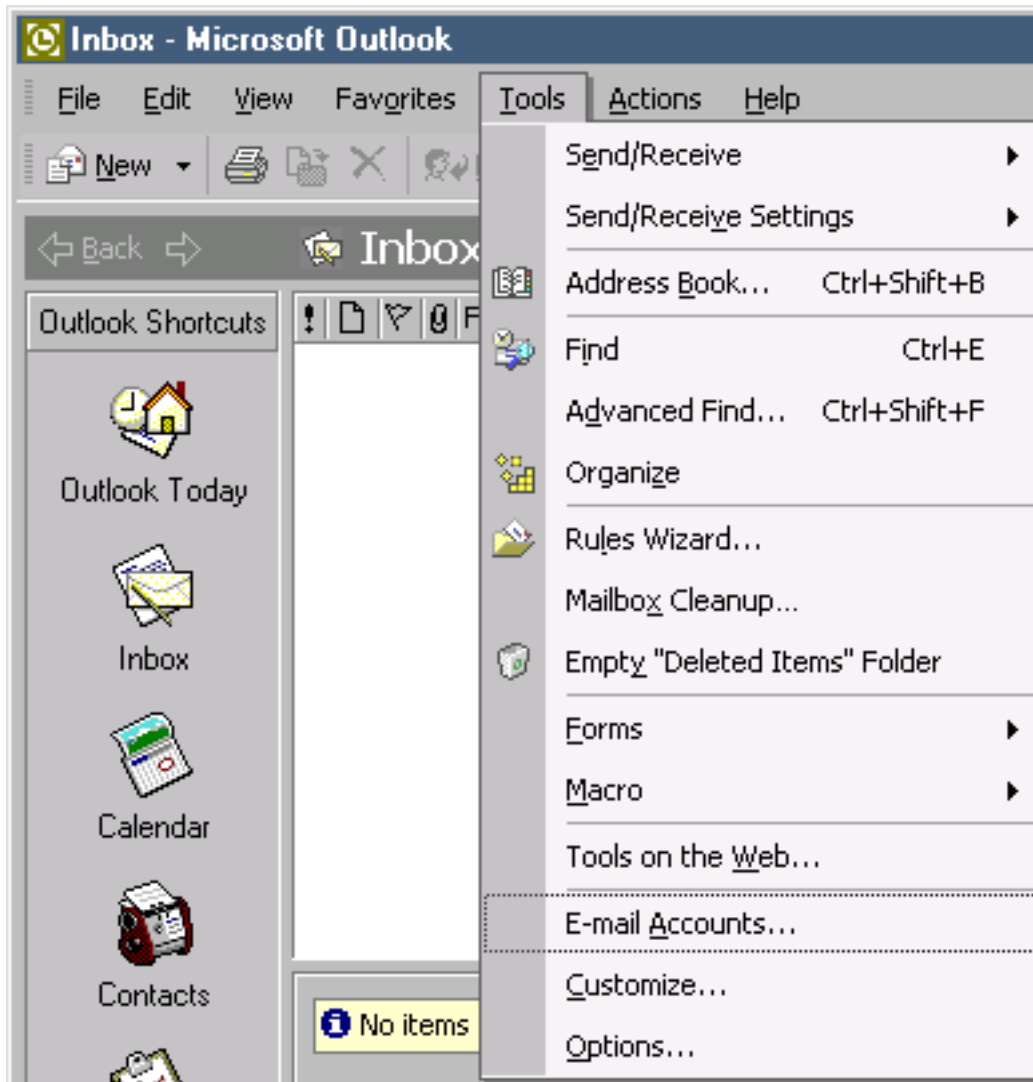 Inbox - Microsoft Outlook
File Edit View Favorites Tools Actions Help
New
Back
Inbox
Outlook Shortcuts
Outlook Today
Inbox
Calendar
Contacts
No items
Send/Receive
Send/Receive Settings
Address Book... Ctrl+Shift+B
Find Ctrl+E
Advanced Find... Ctrl+Shift+F
Organize
Rules Wizard...
Mailbox Cleanup...
Empty "Deleted Items" Folder
Forms
Macro
Tools on the Web...
E-mail Accounts...
Customize...
Options...